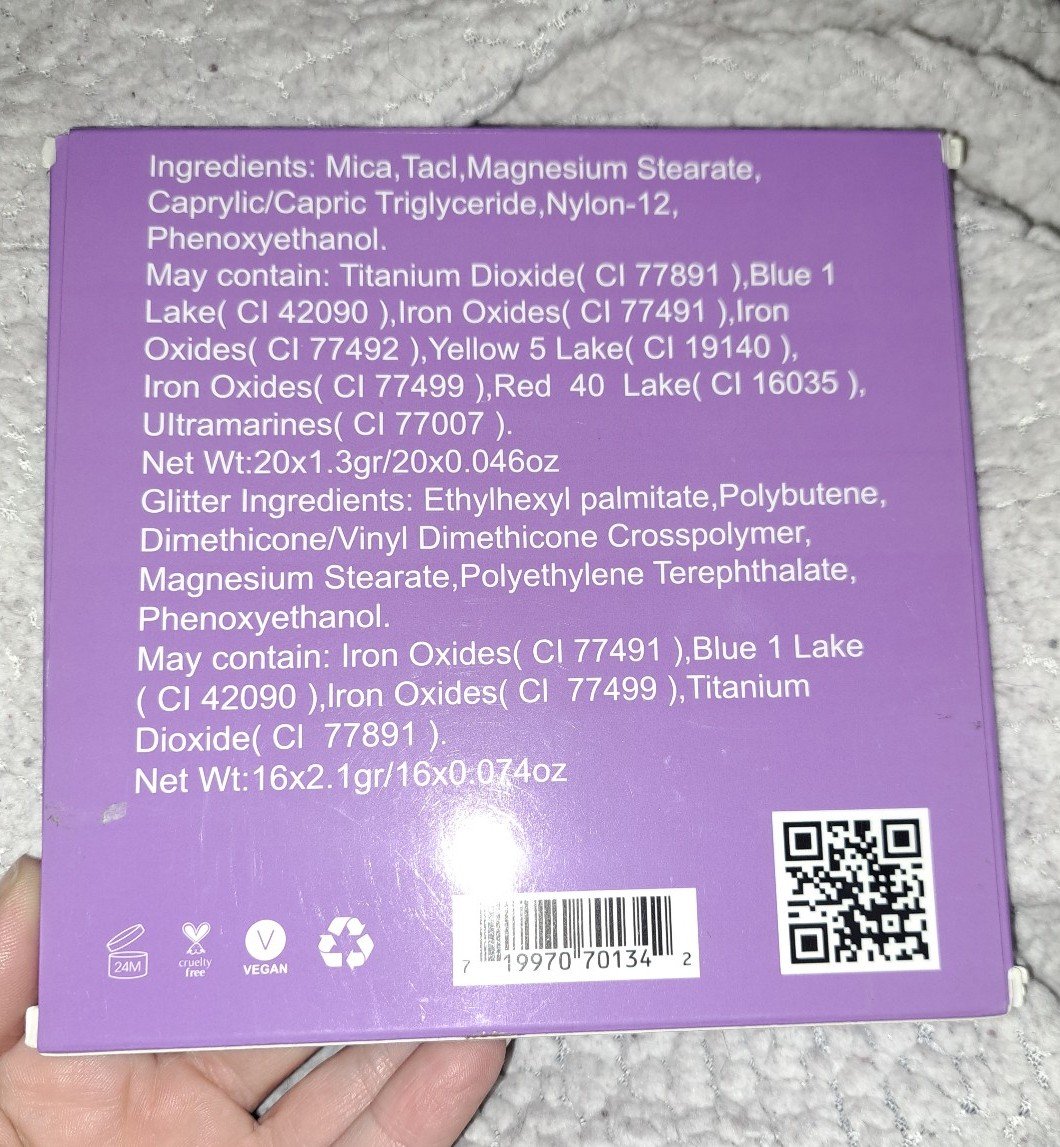 Ingredients: Mica,Tacl,Magnesium Stearate,
Caprylic/Capric Triglyceride,Nylon-12,
Phenoxyethanol.
May contain: Titanium Dioxide( CI 77891 ),Blue 1
Lake( CI 42090 ),Iron Oxides( CI 77491 ),Iron
Oxides( CI 77492 ),Yellow 5 Lake( CI 19140 ),
Iron Oxides( CI 77499 ),Red 40 Lake( CI 16035 ),
Ultramarines( CI 77007 ).
Net Wt:20x1.3gr/20x0.046oz
Glitter Ingredients: Ethylhexyl palmitate,Polybutene,
Dimethicone/Vinyl Dimethicone Crosspolymer,
Magnesium Stearate,Polyethylene Terephthalate,
Phenoxyethanol.
May contain: Iron Oxides( CI 77491 ),Blue 1 Lake
( CI 42090 ),Iron Oxides( CI 77499 ),Titanium
Dioxide( CI 77891 ).
Net Wt:16x2.1gr/16x0.074oz
24M
cruelty
free
V
VEGAN
7 19970 70134 2